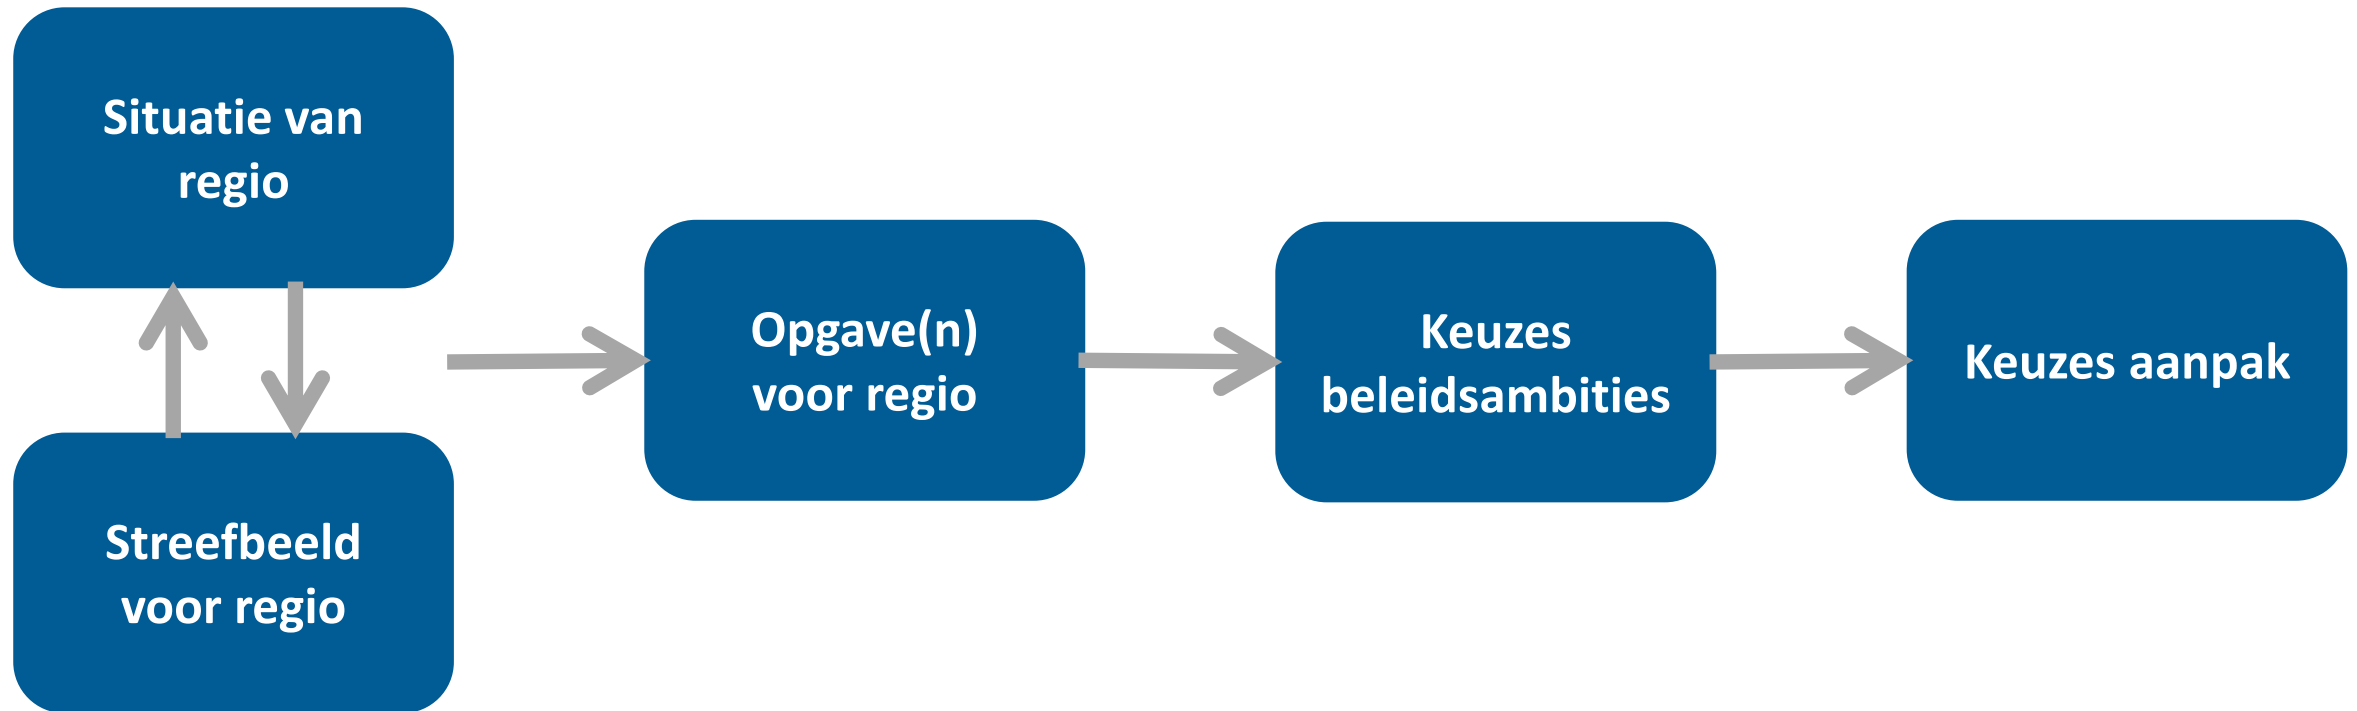 Situatie van
regio
Streefbeeld
voor regio
Opgave(n)
voor regio
Keuzes
beleidsambities
Keuzes aanpak